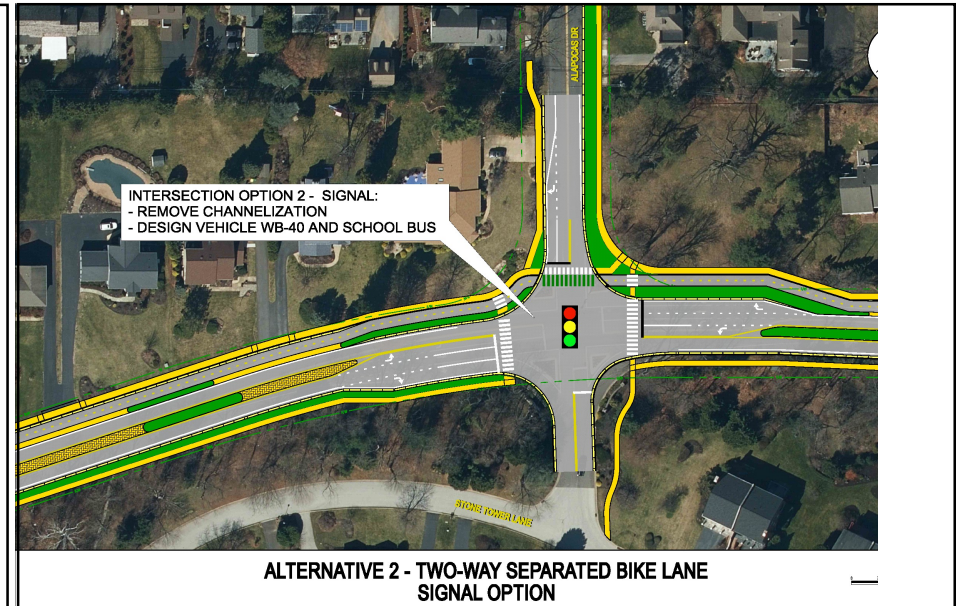 ALAPOCAS DR
INTERSECTION OPTION 2 - SIGNAL:
- REMOVE CHANNELIZATION
- DESIGN VEHICLE WB-40 AND SCHOOL BUS
STONE TOWER LANE
ALTERNATIVE 2 - TWO-WAY SEPARATED BIKE LANE
SIGNAL OPTION